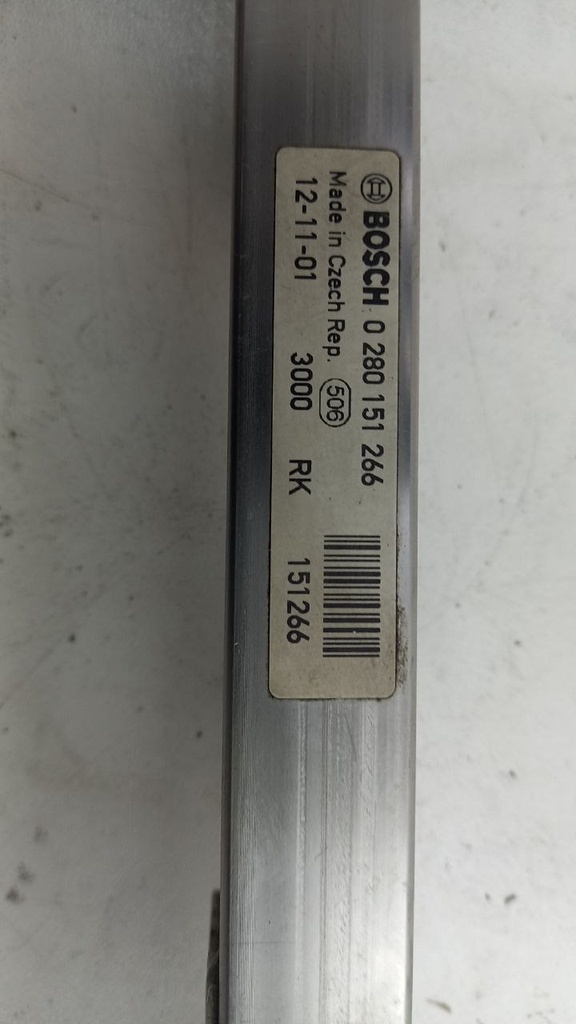 BOSCH 0 280 151 266
Made in Czech Rep. 506
12-11-01 3000 RK 151266